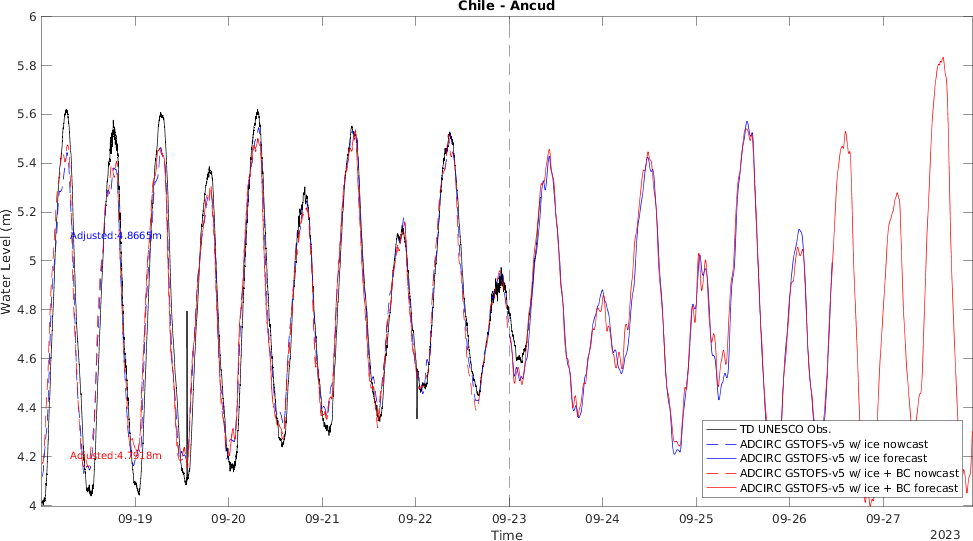 Chile - Ancud
Water Level (m)
6
5.8
5.6
5.4
5.2
5
4.8
4.6
4.4
4.2
4
Adjusted:4.8665m
Adjusted:4.7918m
TD UNESCO Obs.
ADCIRC GSTOFS-v5 w/ ice nowcast
ADCIRC GSTOFS-v5 w/ ice forecast
ADCIRC GSTOFS-v5 w/ ice + BC nowcast
ADCIRC GSTOFS-v5 w/ ice + BC forecast
09-19 09-20 09-21 09-22 09-23 09-24 09-25 09-26 09-27
Time
2023